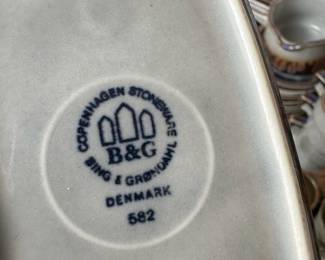 COPENHAGEN STONEWARE
B&G
BING & GRØNDAHL
DENMARK
582